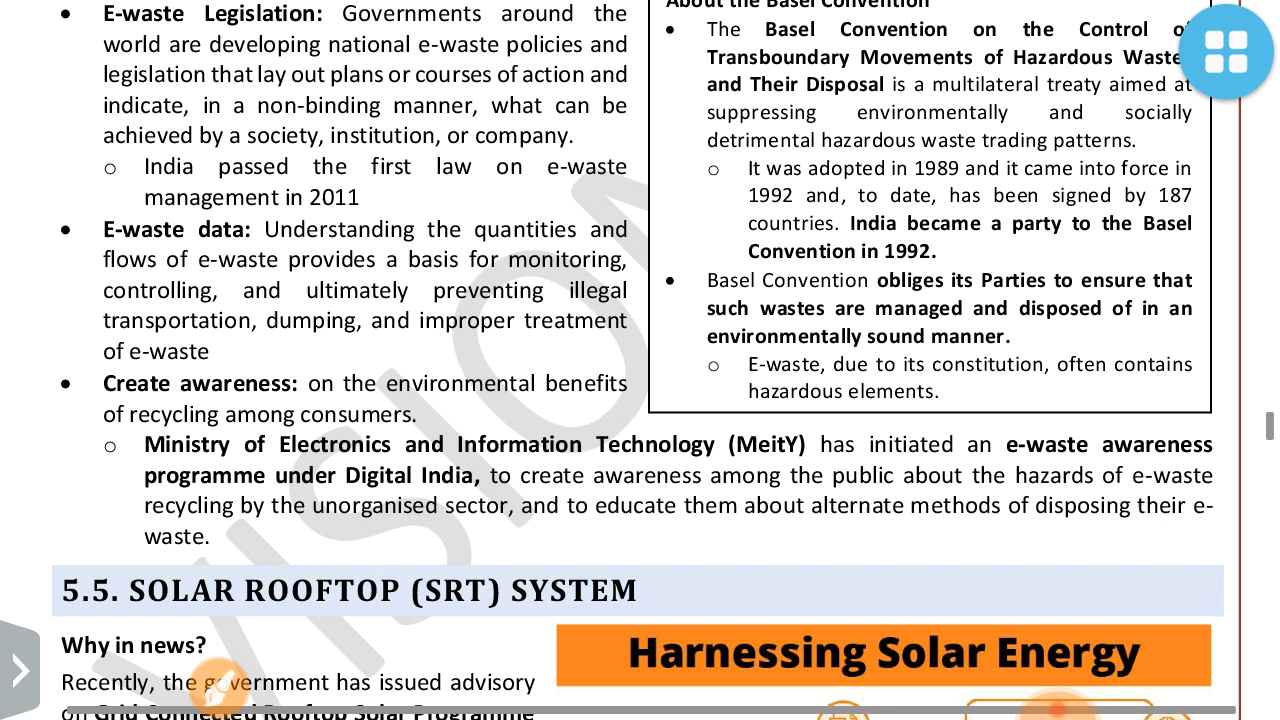 • E-waste Legislation: Governments around the
world are developing national e-waste policies and
legislation that lay out plans or courses of action and
indicate, in a non-binding manner, what can be
achieved by a society, institution, or company.
o India passed the first law on e-waste
management in 2011
• E-waste data: Understanding the quantities and
flows of e-waste provides a basis for monitoring,
controlling, and ultimately preventing illegal
transportation, dumping, and improper treatment
of e-waste
• Create awareness: on the environmental benefits
of recycling among consumers.
About the Basel Convention
• The Basel Convention on the Control of
Transboundary Movements of Hazardous Wastes
and Their Disposal is a multilateral treaty aimed at
suppressing environmentally and socially
detrimental hazardous waste trading patterns.
o It was adopted in 1989 and it came into force in
1992 and, to date, has been signed by 187
countries. India became a party to the Basel
Convention in 1992.
• Basel Convention obliges its Parties to ensure that
such wastes are managed and disposed of in an
environmentally sound manner.
o E-waste, due to its constitution, often contains
hazardous elements.
o Ministry of Electronics and Information Technology (MeitY) has initiated an e-waste awareness
programme under Digital India, to create awareness among the public about the hazards of e-waste
recycling by the unorganised sector, and to educate them about alternate methods of disposing their e-
waste.
5.5. SOLAR ROOFTOP (SRT) SYSTEM
Why in news?
Recently, the government has issued advisory
on Grid Connected Rooftop Solar Programme
Harnessing Solar Energy
VISION